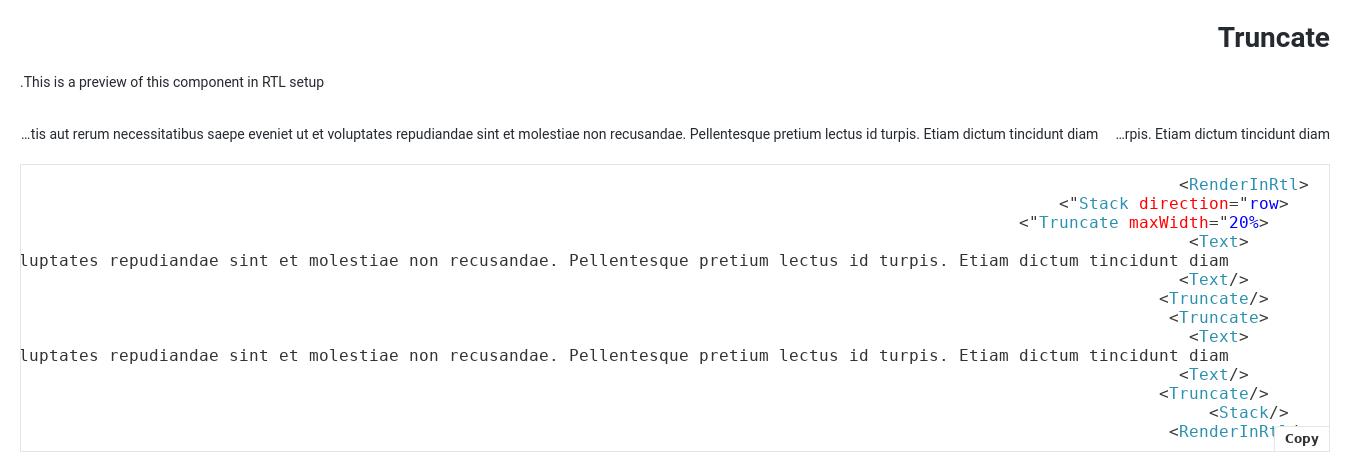 Truncate
.This is a preview of this component in RTL setup
…tis aut rerum necessitatibus saepe eveniet ut et voluptates repudiandae sint et molestiae non recusandae. Pellentesque pretium lectus id turpis. Etiam dictum tincidunt diam
…rpis. Etiam dictum tincidunt diam
<RenderInRtl>
<"Stack direction="row>
<"Truncate maxWidth="20%>
<Text>
luptates repudiandae sint et molestiae non recusandae. Pellentesque pretium lectus id turpis. Etiam dictum tincidunt diam
<Text/>
<Truncate/>
<Truncate>
<Text>
luptates repudiandae sint et molestiae non recusandae. Pellentesque pretium lectus id turpis. Etiam dictum tincidunt diam
<Text/>
<Truncate/>
<Stack/>
<RenderInRtl/>
Copy